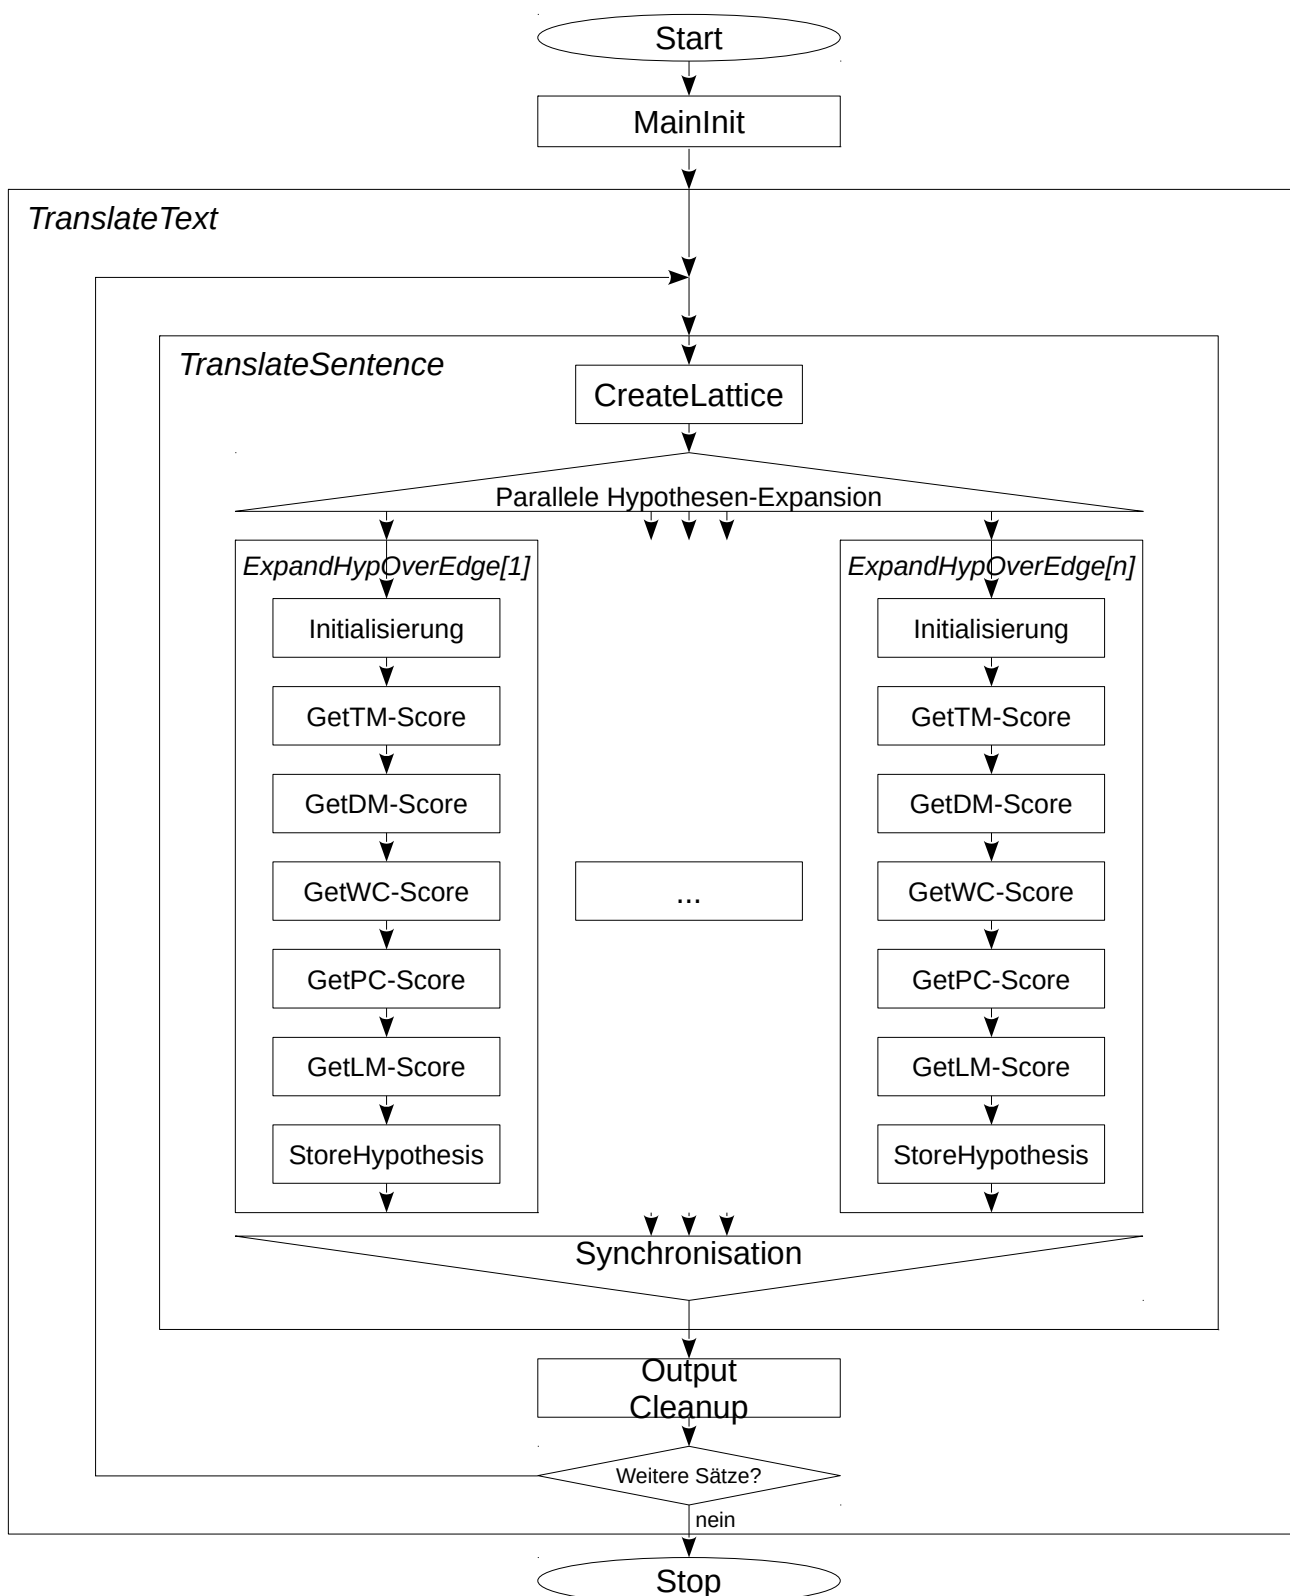 Start
MainInit
TranslateText
TranslateSentence
CreateLattice
Parallele Hypothesen-Expansion
ExpandHypOverEdge[1]
Initialisierung
GetTM-Score
GetDM-Score
GetWC-Score
GetPC-Score
GetLM-Score
StoreHypothesis
...
ExpandHypOverEdge[n]
Initialisierung
GetTM-Score
GetDM-Score
GetWC-Score
GetPC-Score
GetLM-Score
StoreHypothesis
Synchronisation
Output
Cleanup
Weitere Sätze?
nein
Stop